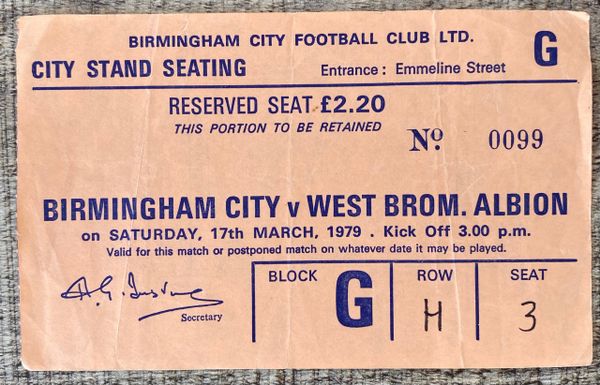 BIRMINGHAM CITY FOOTBALL CLUB LTD.
G
CITY STAND SEATING
Entrance: Emmeline Street
RESERVED SEAT £2.20
THIS PORTION TO BE RETAINED
No. 0099
BIRMINGHAM CITY v WEST BROM. ALBION
on SATURDAY, 17th MARCH, 1979 . Kick Off 3.00 p.m.
Valid for this match or postponed match on whatever date it may be played.
Secretary
BLOCK G
ROW H
SEAT 3